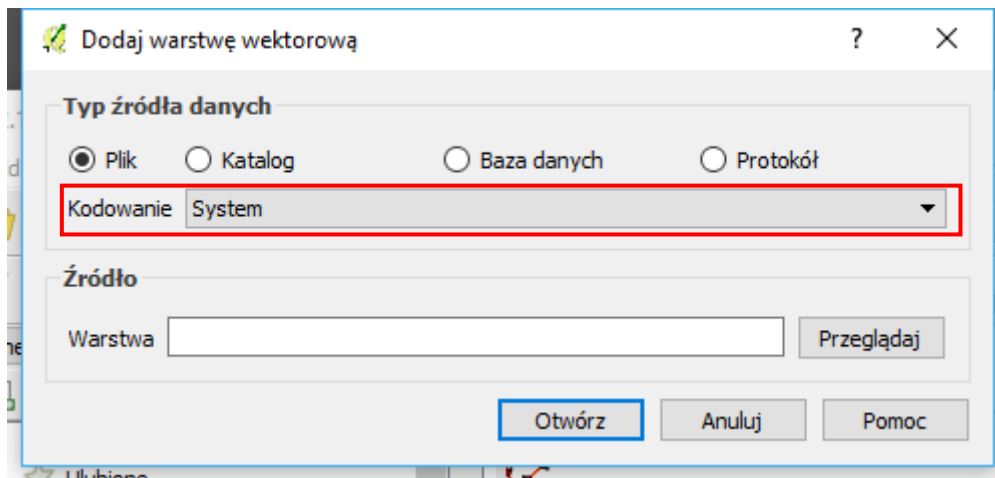 Dodaj warstwę wektorową ?
Typ źródła danych
Plik Katalog Baza danych Protokół
Kodowanie System
Źródło
Warstwa Przeglądaj
Otwórz Anuluj Pomoc